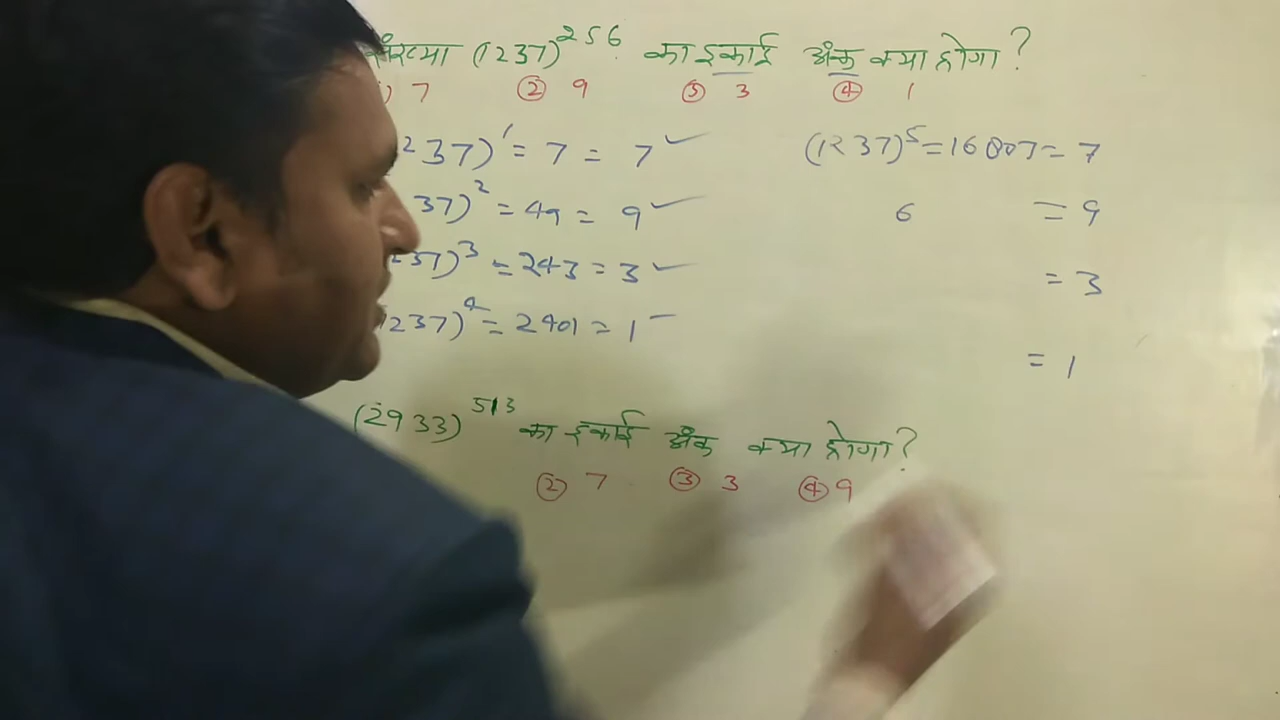 संख्या (1237)^256 का इकाई अंक क्या होगा?
) 7 ② 9 ③ 3 ④ 1
237)^1 = 7 = 7 ✓
37)^2 = 49 = 9 ✓
37)^3 = 243 = 3 ✓
237)^4 = 2401 = 1
(1237)^5 = 16807 = 7
6 = 9
= 3
= 1
(2933)^513 का इकाई अंक क्या होगा?
② 7 ③ 3 ④ 9